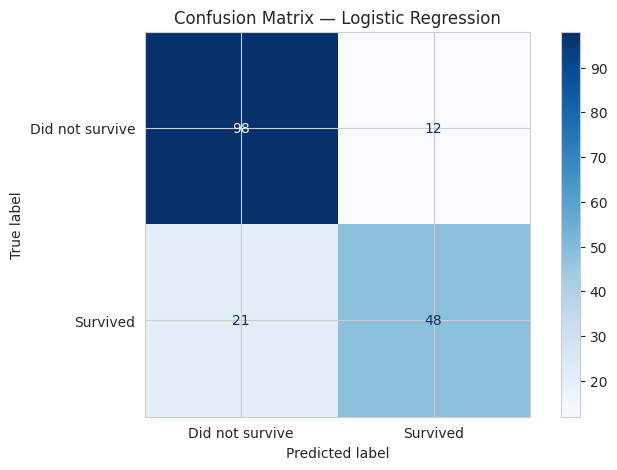 Confusion Matrix — Logistic Regression
Did not survive
98
12
True label
Survived
21
48
Did not survive
Survived
Predicted label
90
80
70
60
50
40
30
20